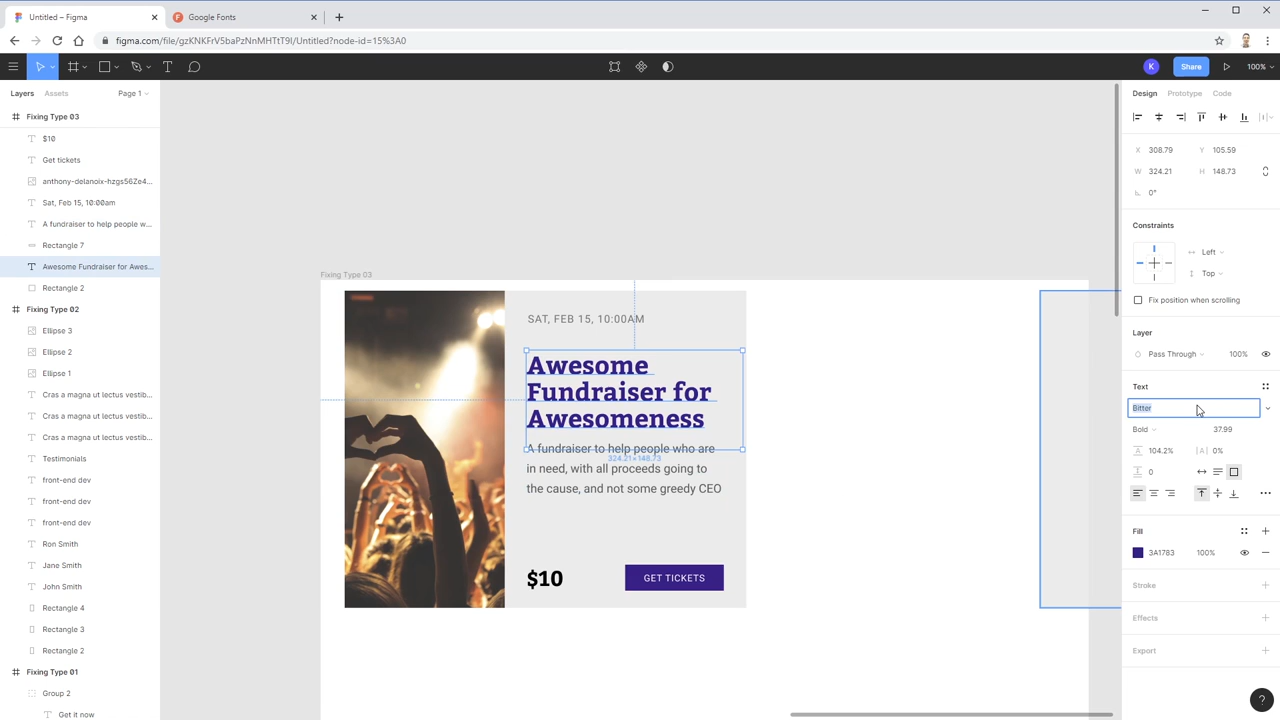 Untitled – Figma
Google Fonts
figma.com/file/gzKNKFrV5baPzNnMHTtT9I/Untitled?node-id=15%3A0
K
Share
100%
Layers
Assets
Page 1
Fixing Type 03
$10
Get tickets
anthony-delanoix-hzgs56Ze4...
Sat, Feb 15, 10:00am
A fundraiser to help people w...
Rectangle 7
Awesome Fundraiser for Awes...
Rectangle 2
Fixing Type 02
Ellipse 3
Ellipse 2
Ellipse 1
Cras a magna ut lectus vestib...
Cras a magna ut lectus vestib...
Cras a magna ut lectus vestib...
Testimonials
front-end dev
front-end dev
front-end dev
Ron Smith
Jane Smith
John Smith
Rectangle 4
Rectangle 3
Rectangle 2
Fixing Type 01
Group 2
Get it now
Fixing Type 03
SAT, FEB 15, 10:00AM
Awesome
Fundraiser for
Awesomeness
A fundraiser to help people who are
324.21 × 148.73
in need, with all proceeds going to
the cause, and not some greedy CEO
$10
GET TICKETS
Design
Prototype
Code
X 308.79 Y 105.59
W 324.21 H 148.73
0°
Constraints
Left
Top
Fix position when scrolling
Layer
Pass Through 100%
Text
Bitter
Bold 37.99
104.2% |A| 0%
0
Fill
3A1783 100%
Stroke
Effects
Export
?